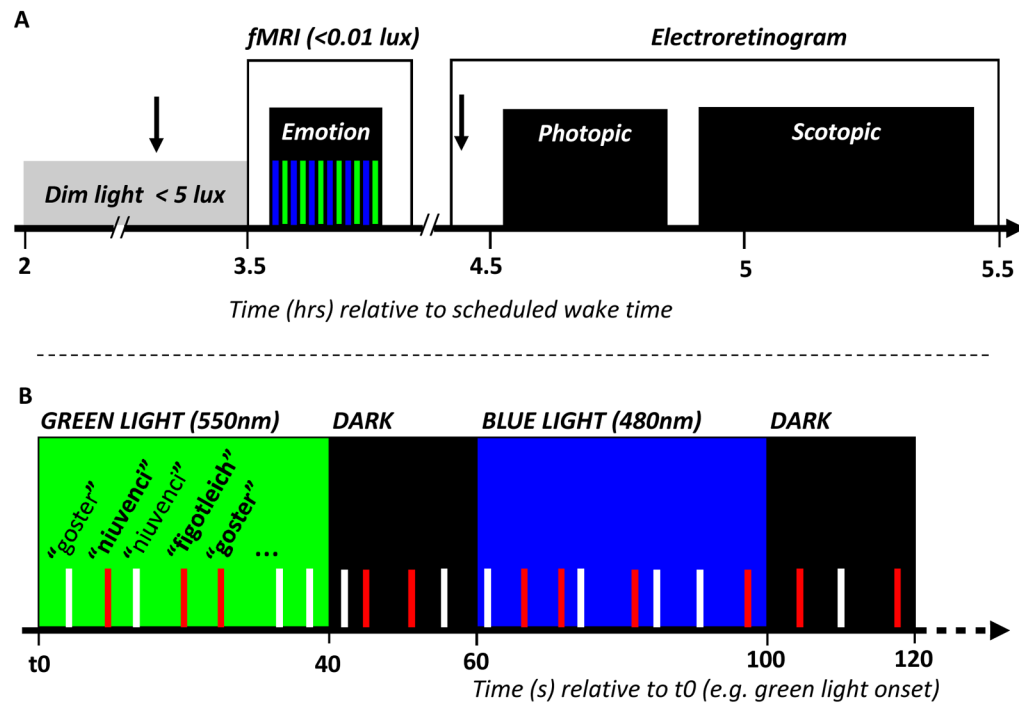 A
fMRI (<0.01 lux)
Electroretinogram
Emotion
Photopic
Scotopic
Dim light < 5 lux
2
3.5
4.5
5
5.5
Time (hrs) relative to scheduled wake time
B
GREEN LIGHT (550nm)
DARK
BLUE LIGHT (480nm)
DARK
“goster”
“niuvenci”
“niuvenci”
“figotleich”
“goster”
...
t0
40
60
100
120
Time (s) relative to t0 (e.g. green light onset)